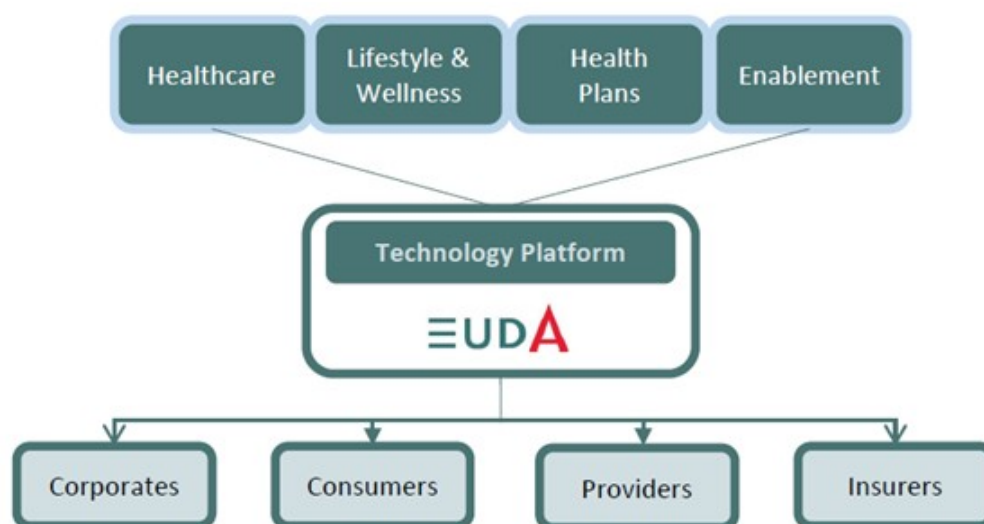 Healthcare
Lifestyle &
Wellness
Health
Plans
Enablement
Technology Platform
EUDA
Corporates
Consumers
Providers
Insurers